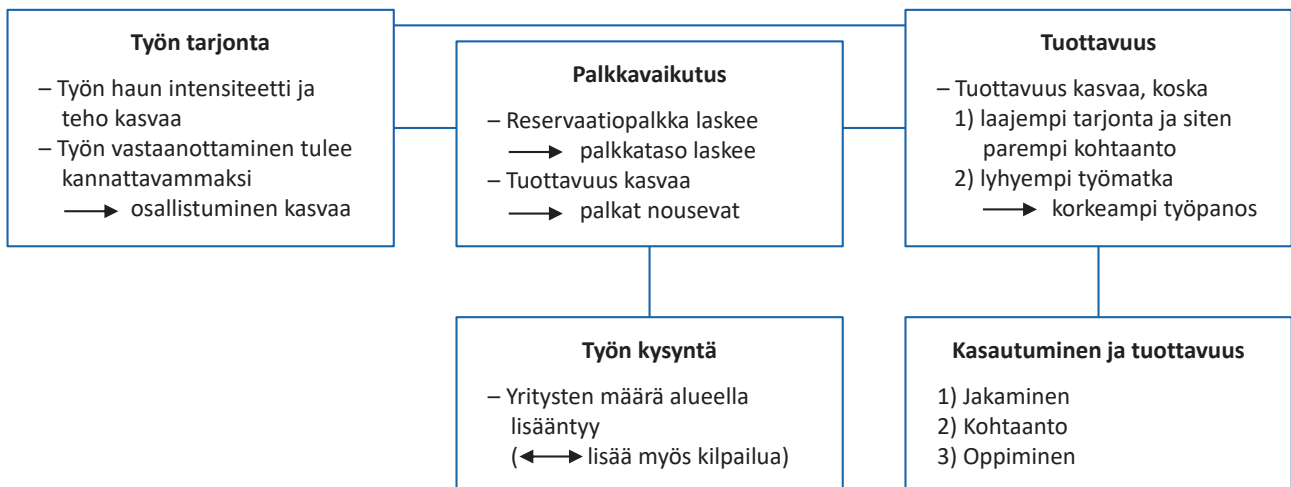 Työn tarjonta
– Työn haun intensiteetti ja
teho kasvaa
– Työn vastaanottaminen tulee
kannattavammaksi
⟶ osallistuminen kasvaa
Palkkavaikutus
– Reservaatiopalkka laskee
⟶ palkkataso laskee
– Tuottavuus kasvaa
⟶ palkat nousevat
Tuottavuus
– Tuottavuus kasvaa, koska
1) laajempi tarjonta ja siten
parempi kohtaanto
2) lyhyempi työmatka
⟶ korkeampi työpanos
Työn kysyntä
– Yritysten määrä alueella
lisääntyy
(⟷ lisää myös kilpailua)
Kasautuminen ja tuottavuus
1) Jakaminen
2) Kohtaanto
3) Oppiminen